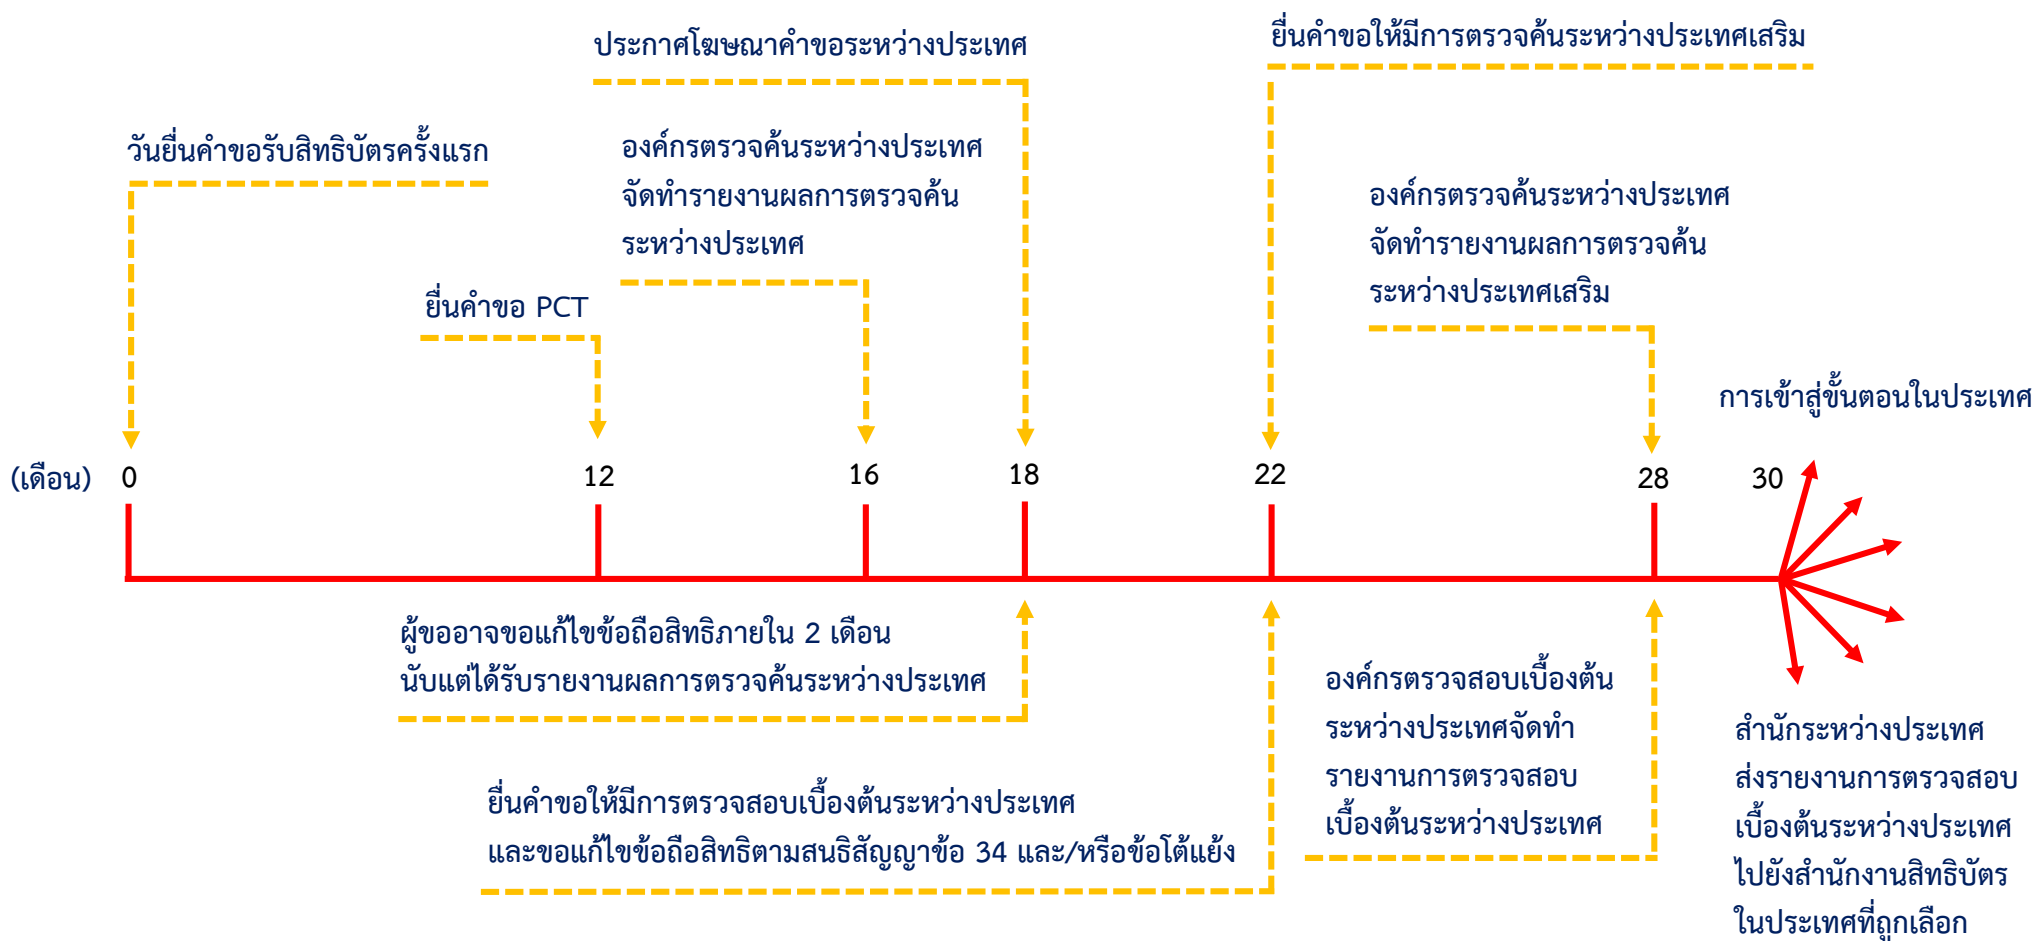 ประกาศโฆษณาคำขอระหว่างประเทศ
ยื่นคำขอให้มีการตรวจค้นระหว่างประเทศเสริม
วันยื่นคำขอรับสิทธิบัตรครั้งแรก
องค์กรตรวจค้นระหว่างประเทศ
จัดทำรายงานผลการตรวจค้น
ระหว่างประเทศ
องค์กรตรวจค้นระหว่างประเทศ
จัดทำรายงานผลการตรวจค้น
ระหว่างประเทศเสริม
ยื่นคำขอ PCT
การเข้าสู่ขั้นตอนในประเทศ
(เดือน) 0 12 16 18 22 28 30
ผู้ขออาจขอแก้ไขข้อถือสิทธิภายใน 2 เดือน
นับแต่ได้รับรายงานผลการตรวจค้นระหว่างประเทศ
ยื่นคำขอให้มีการตรวจสอบเบื้องต้นระหว่างประเทศ
และขอแก้ไขข้อถือสิทธิตามสนธิสัญญาข้อ 34 และ/หรือข้อโต้แย้ง
องค์กรตรวจสอบเบื้องต้น
ระหว่างประเทศจัดทำ
รายงานการตรวจสอบ
เบื้องต้นระหว่างประเทศ
สำนักระหว่างประเทศ
ส่งรายงานการตรวจสอบ
เบื้องต้นระหว่างประเทศ
ไปยังสำนักงานสิทธิบัตร
ในประเทศที่ถูกเลือก